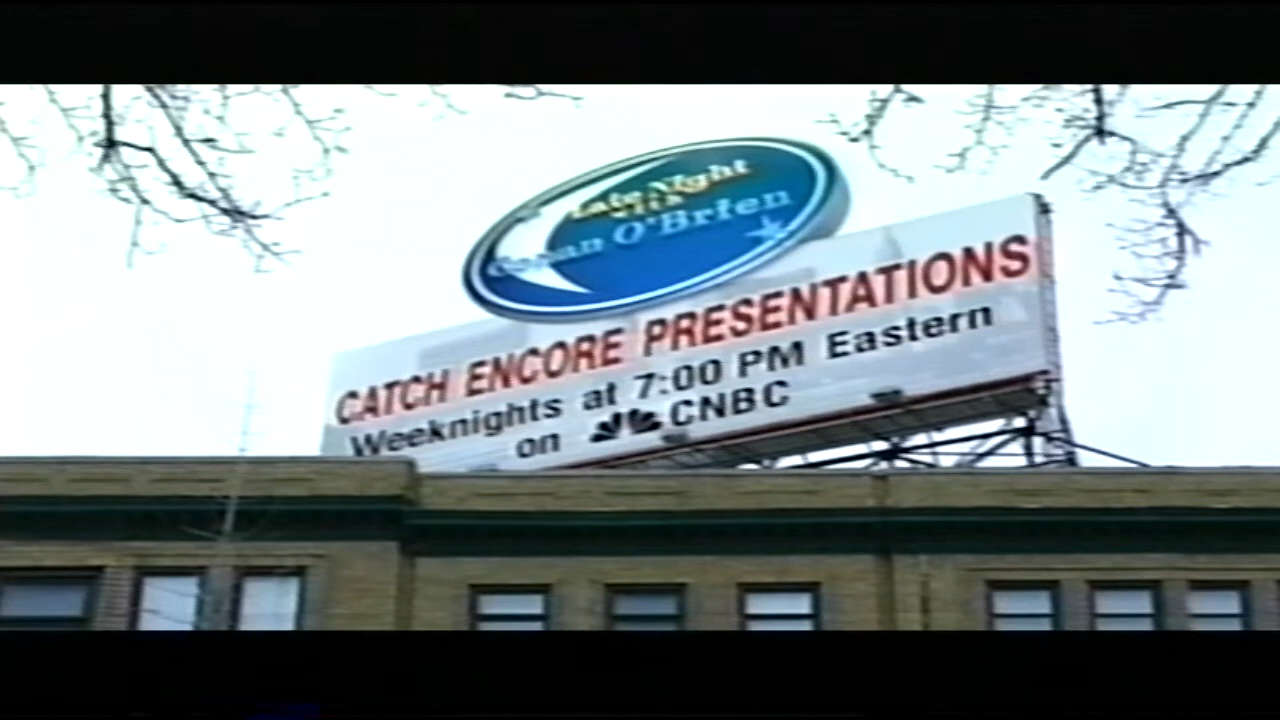 Late Night
with
Conan O'Brien
CATCH ENCORE PRESENTATIONS
Weeknights at 7:00 PM Eastern
on CNBC